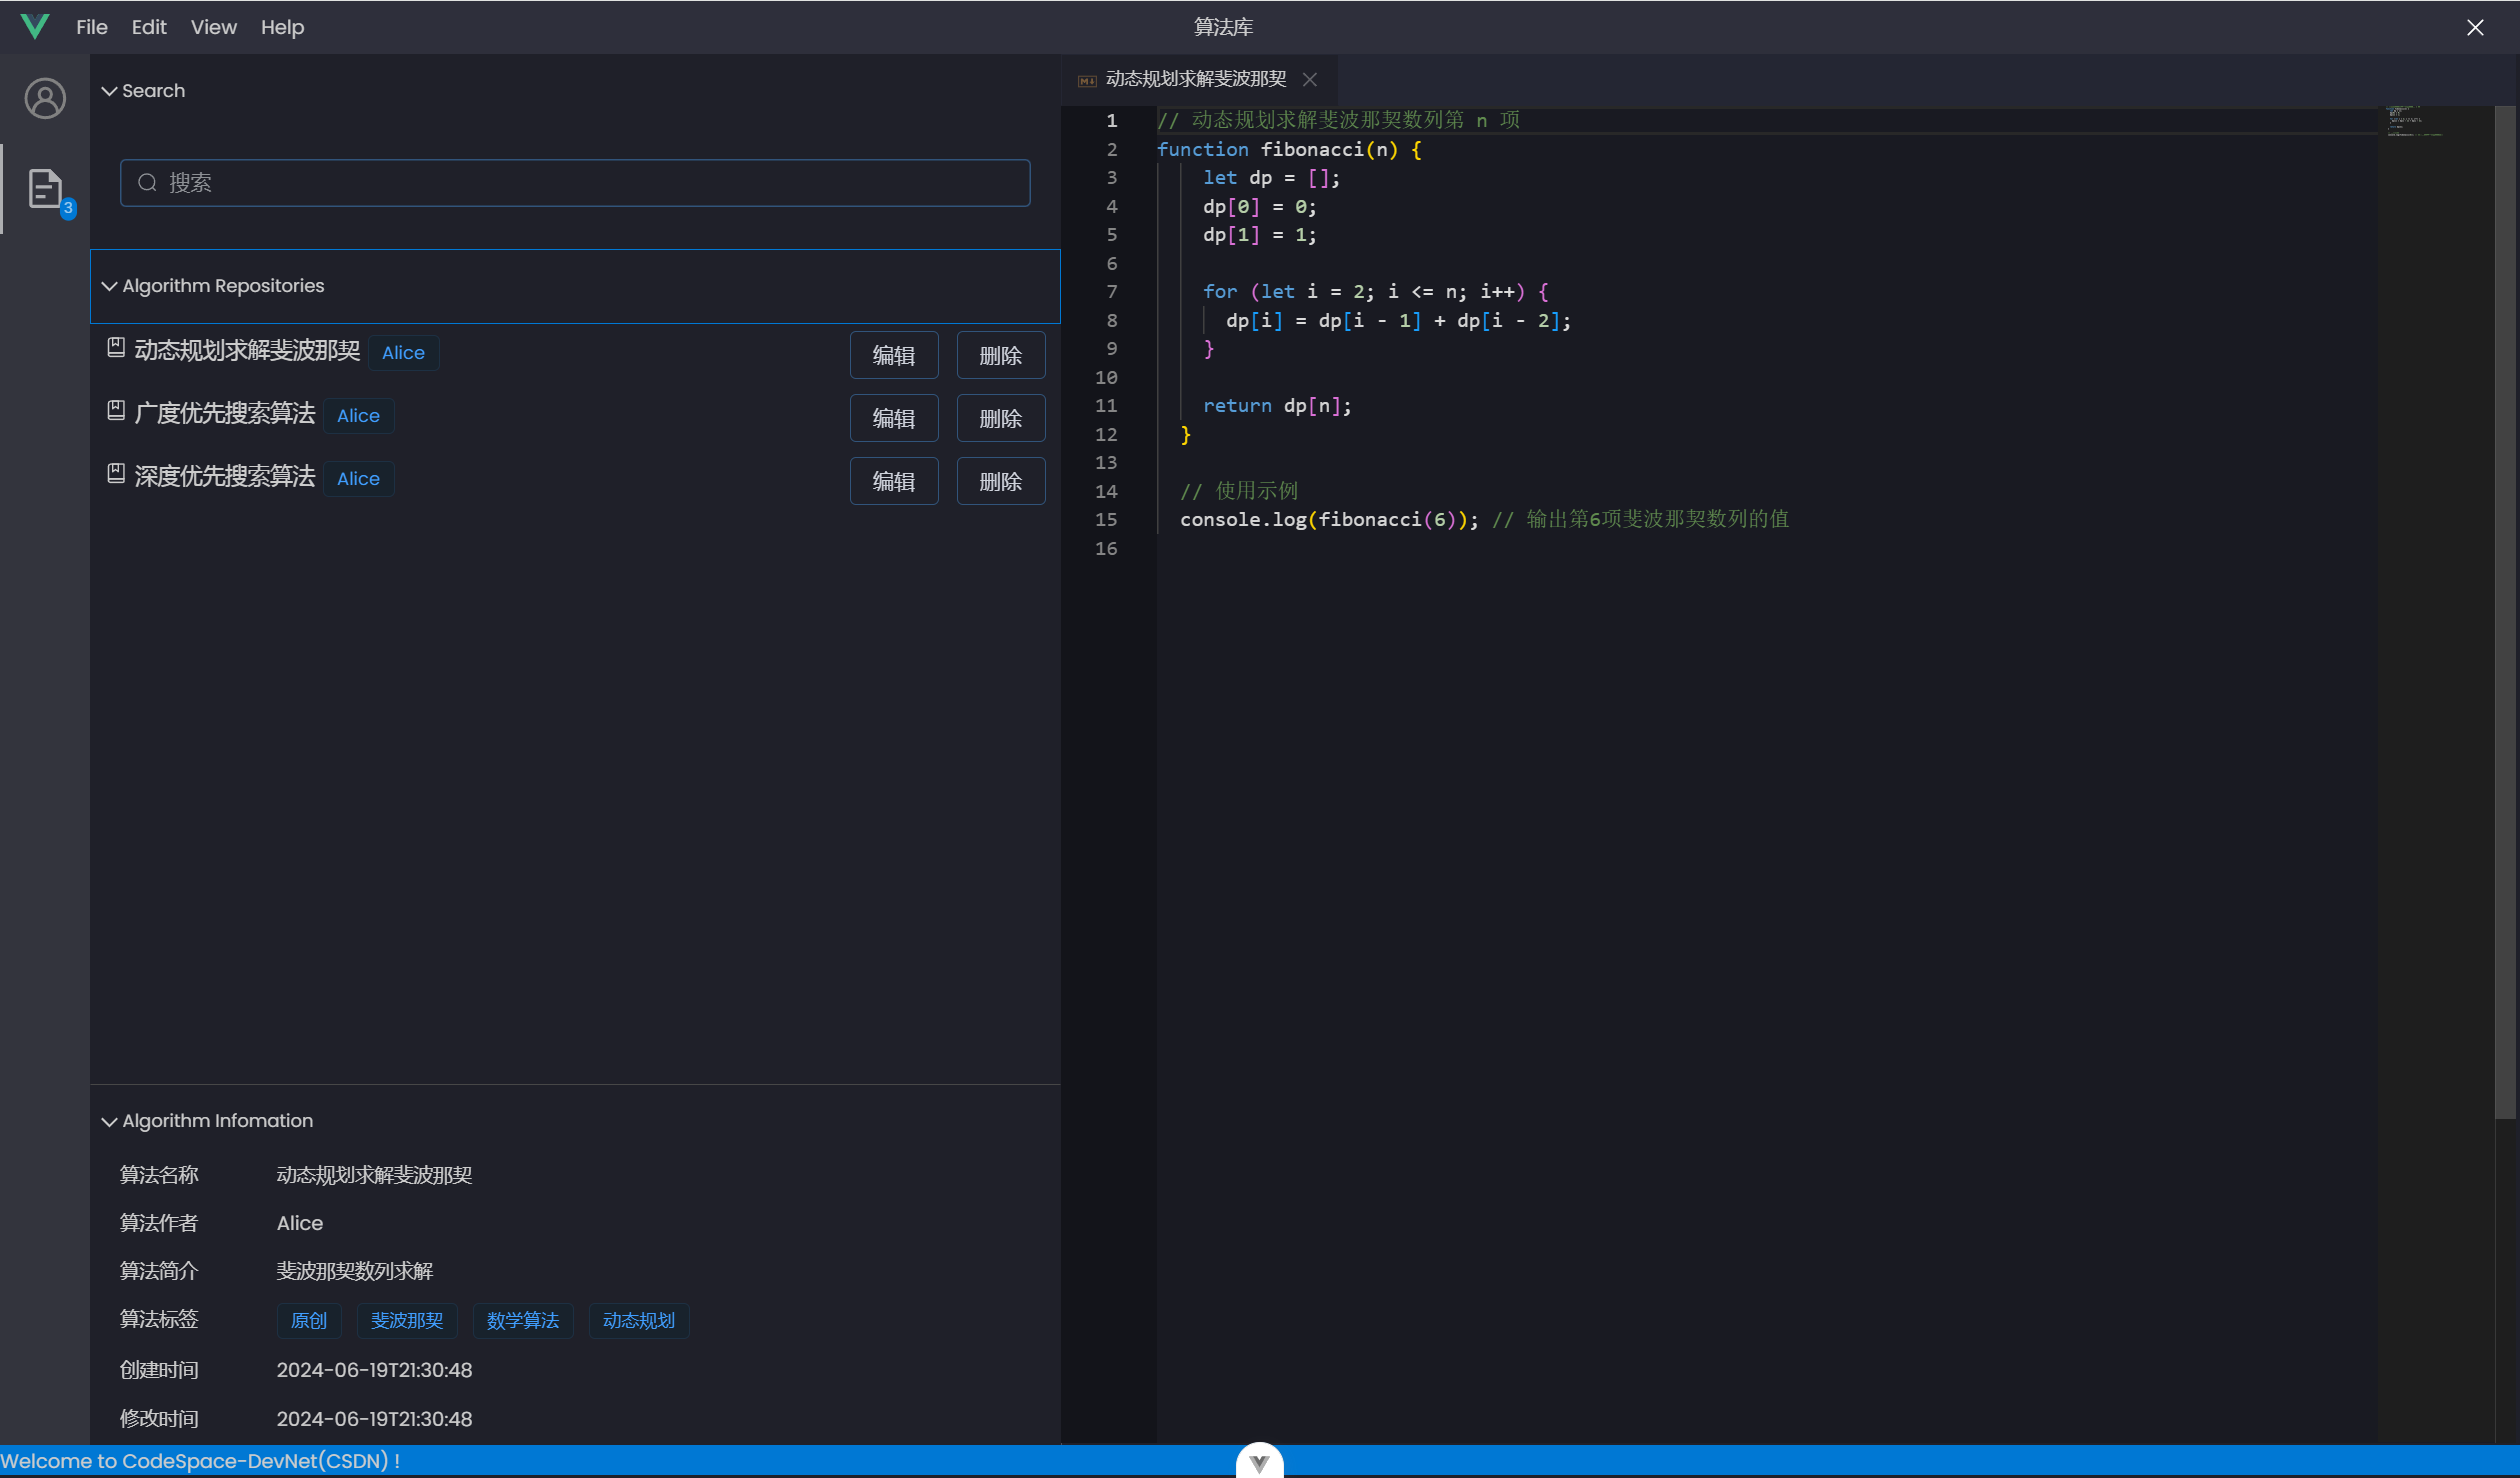 File Edit View Help 算法库
Search
搜索
3
Algorithm Repositories
动态规划求解斐波那契 Alice 编辑 删除
广度优先搜索算法 Alice 编辑 删除
深度优先搜索算法 Alice 编辑 删除
Algorithm Infomation
算法名称 动态规划求解斐波那契
算法作者 Alice
算法简介 斐波那契数列求解
算法标签 原创 斐波那契 数学算法 动态规划
创建时间 2024-06-19T21:30:48
修改时间 2024-06-19T21:30:48
动态规划求解斐波那契
1 // 动态规划求解斐波那契数列第 n 项
2 function fibonacci(n) {
3 let dp = [];
4 dp[0] = 0;
5 dp[1] = 1;
6
7 for (let i = 2; i <= n; i++) {
8 dp[i] = dp[i - 1] + dp[i - 2];
9 }
10
11 return dp[n];
12 }
13
14 // 使用示例
15 console.log(fibonacci(6)); // 输出第6项斐波那契数列的值
16
Welcome to CodeSpace-DevNet(CSDN) !